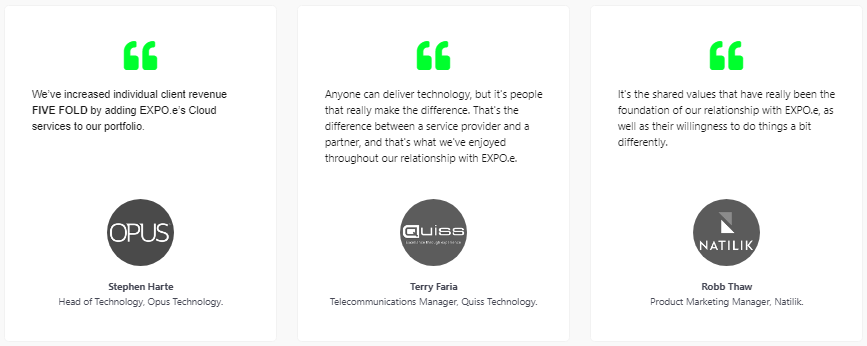 We've increased individual client revenue
FIVE FOLD by adding EXPO.e's Cloud
services to our portfolio.
OPUS
Stephen Harte
Head of Technology, Opus Technology.
Anyone can deliver technology, but it's people
that really make the difference. That's the
difference between a service provider and a
partner, and that's what we've enjoyed
throughout our relationship with EXPO.e.
Quiss
Terry Faria
Telecommunications Manager, Quiss Technology.
It's the shared values that have really been the
foundation of our relationship with EXPO.e, as
well as their willingness to do things a bit
differently.
NATILIK
Robb Thaw
Product Marketing Manager, Natilik.